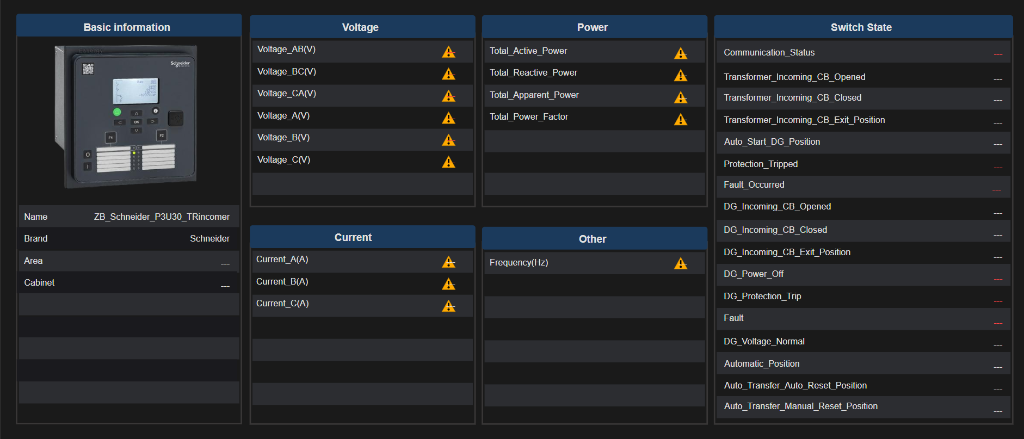 Basic information
Schneider
Name ZB_Schneider_P3U30_TRincomer
Brand Schneider
Area ---
Cabinet ---
Voltage
Voltage_AB(V)
Voltage_BC(V)
Voltage_CA(V)
Voltage_A(V)
Voltage_B(V)
Voltage_C(V)
Current
Current_A(A)
Current_B(A)
Current_C(A)
Power
Total_Active_Power
Total_Reactive_Power
Total_Apparent_Power
Total_Power_Factor
Other
Frequency(Hz)
Switch State
Communication_Status ---
Transformer_Incoming_CB_Opened ---
Transformer_Incoming_CB_Closed ---
Transformer_Incoming_CB_Exit_Position ---
Auto_Start_DG_Position ---
Protection_Tripped ---
Fault_Occurred ---
DG_Incoming_CB_Opened ---
DG_Incoming_CB_Closed ---
DG_Incoming_CB_Exit_Position ---
DG_Power_Off ---
DG_Protection_Trip ---
Fault ---
DG_Voltage_Normal ---
Automatic_Position ---
Auto_Transfer_Auto_Reset_Position ---
Auto_Transfer_Manual_Reset_Position ---